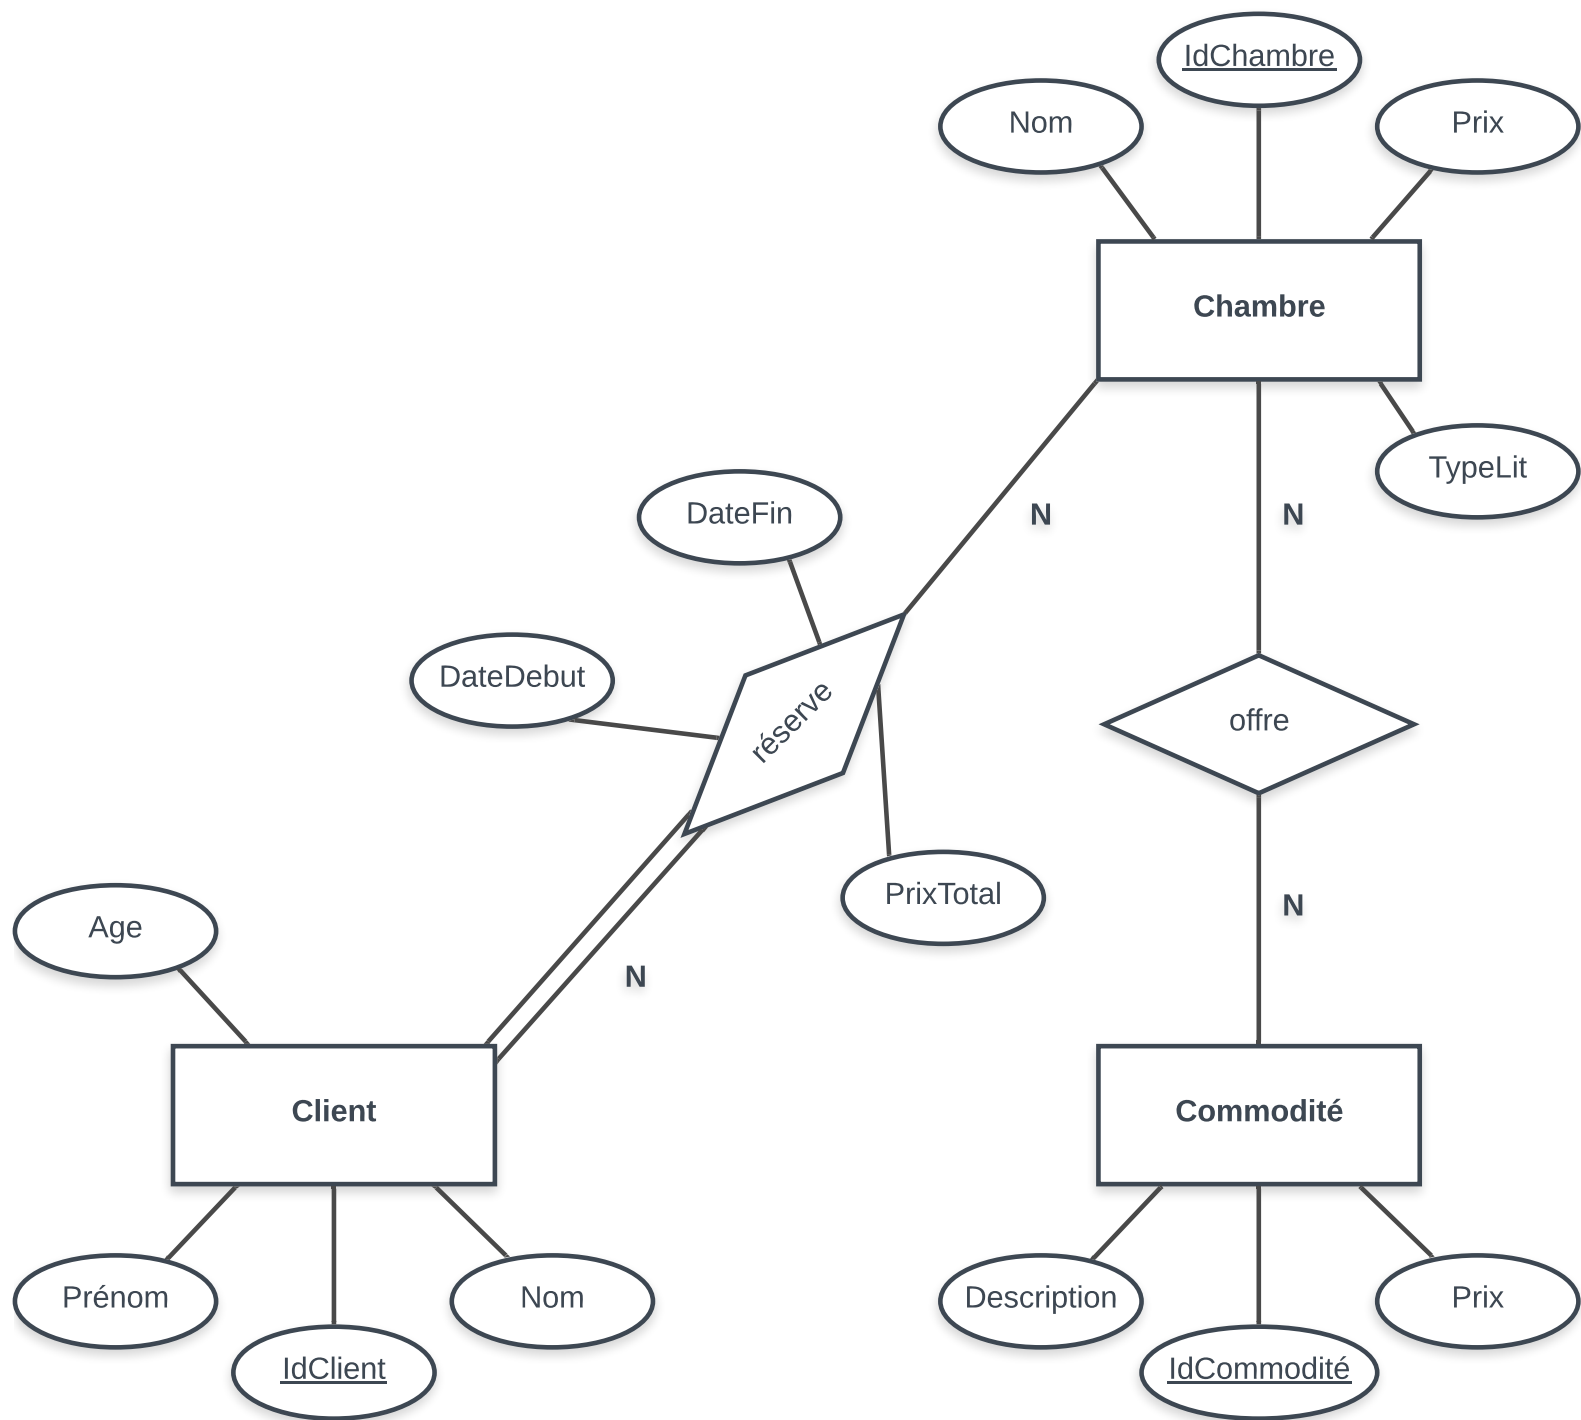 IdChambre
Nom
Prix
Chambre
TypeLit
N
N
DateFin
DateDebut
réserve
offre
PrixTotal
N
Age
N
Client
Commodité
Prénom
Nom
Description
Prix
IdClient
IdCommodité